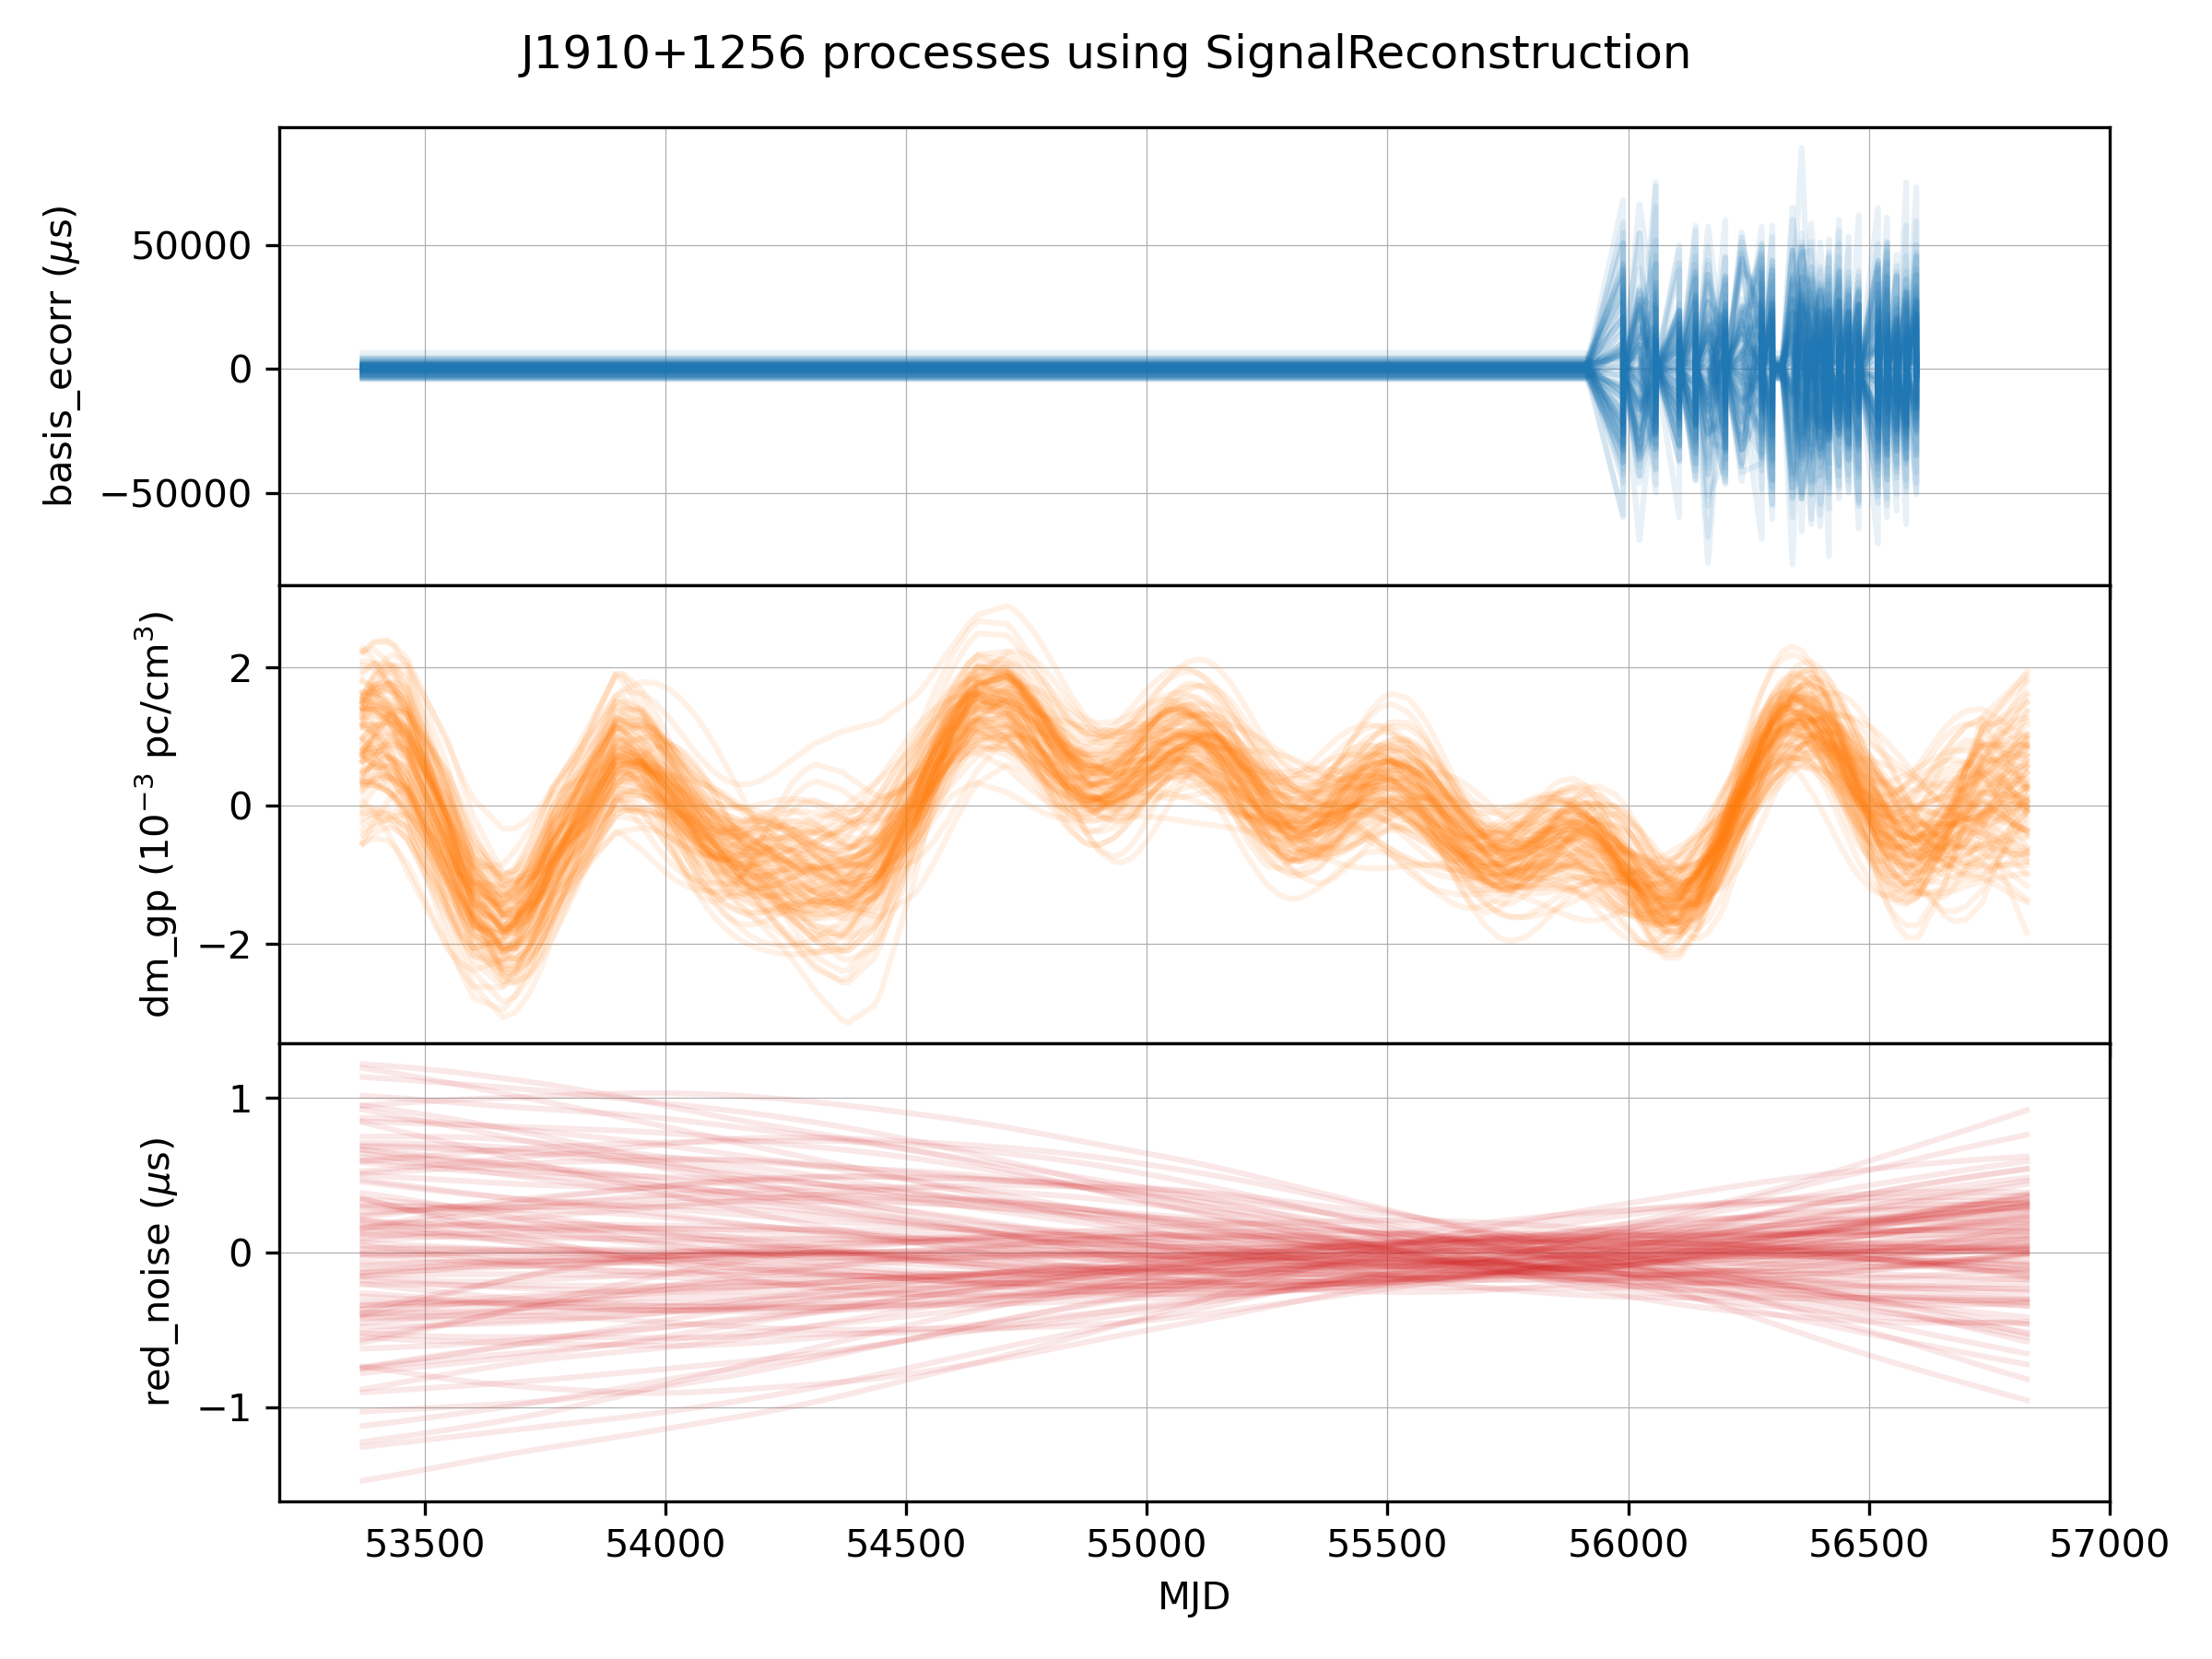 J1910+1256 processes using SignalReconstruction
basis_ecorr (μs)
50000
0
−50000
dm_gp (10⁻³ pc/cm³)
2
0
−2
red_noise (μs)
1
0
−1
53500 54000 54500 55000 55500 56000 56500 57000
MJD